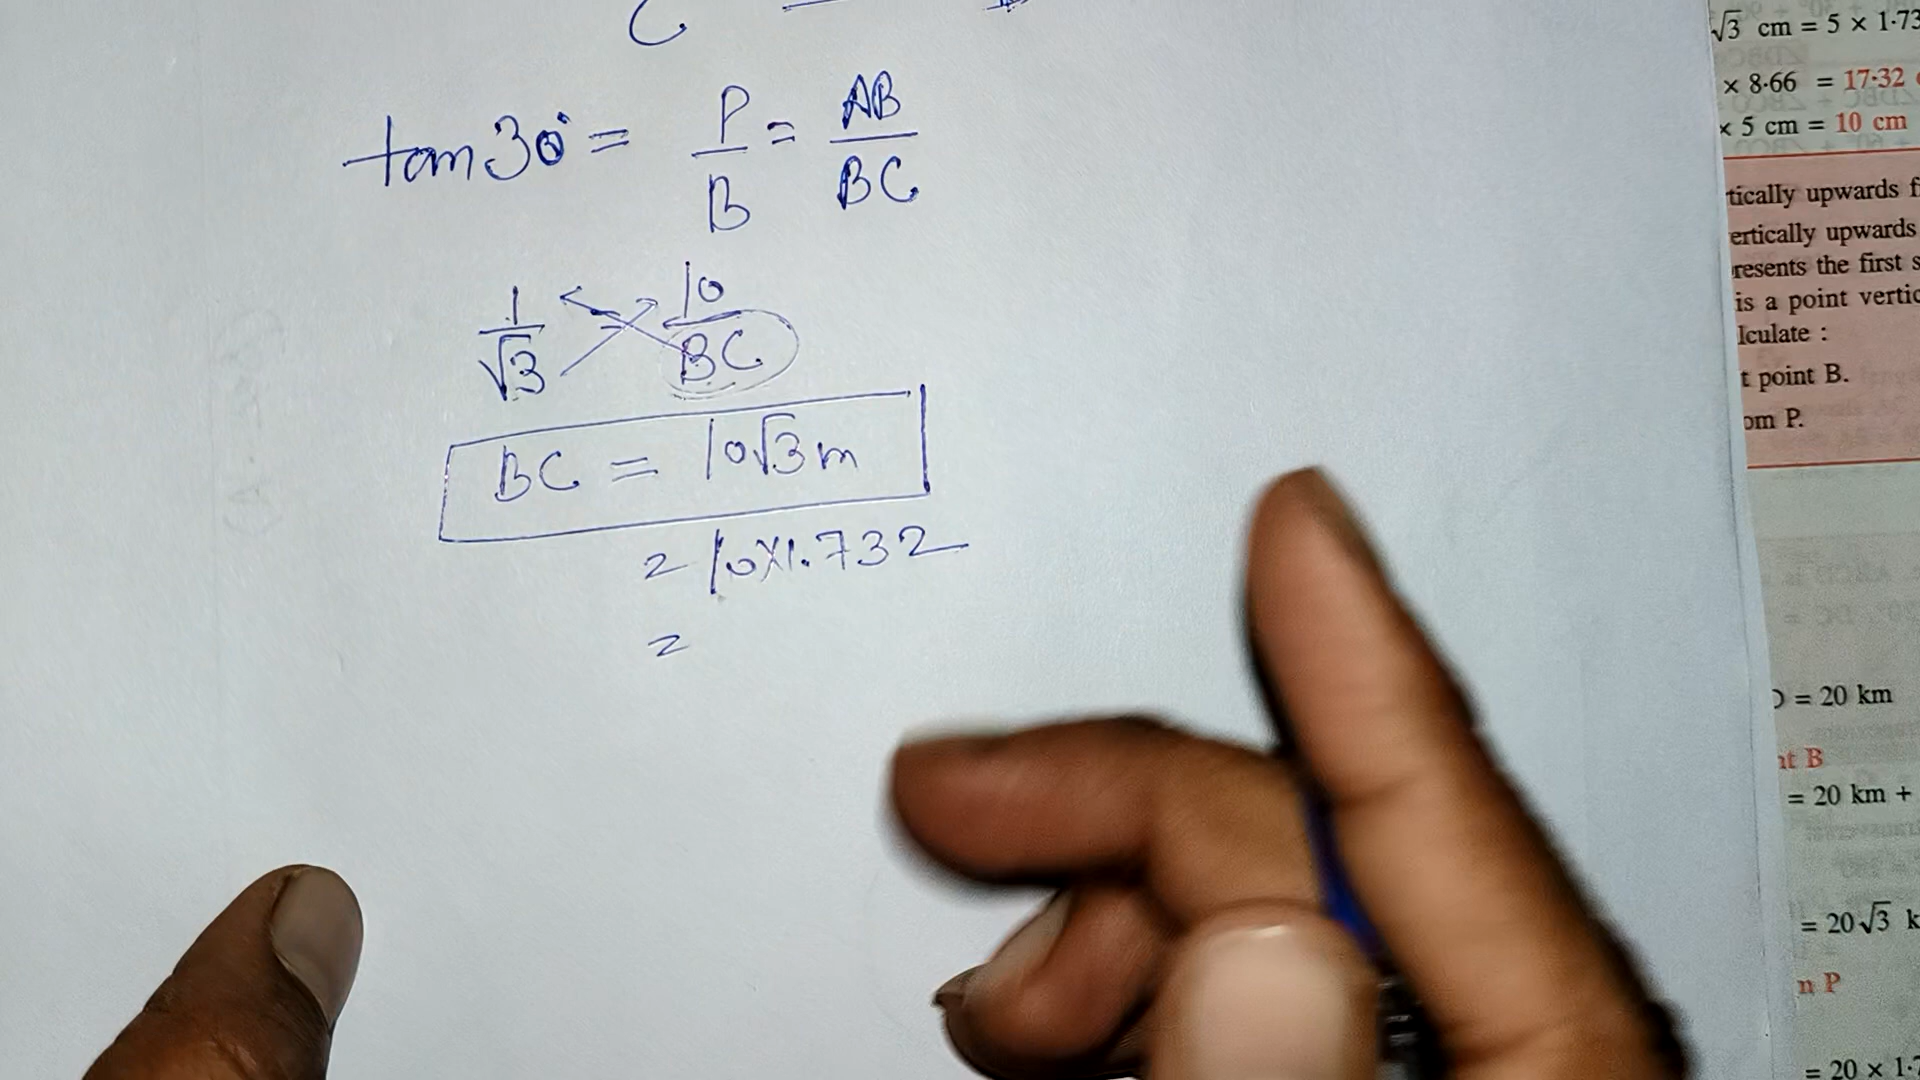 C
tan30° = P/B = AB/BC
1/√3 = 10/BC
BC = 10√3 m
= 10×1.732
=
√3 cm = 5 × 1·73
× 8·66 = 17·32
× 5 cm = 10 cm
tically upwards f
ertically upwards
resents the first s
is a point vertic
lculate :
t point B.
om P.
D = 20 km
nt B
= 20 km +
= 20√3 k
n P
= 20 × 1·7